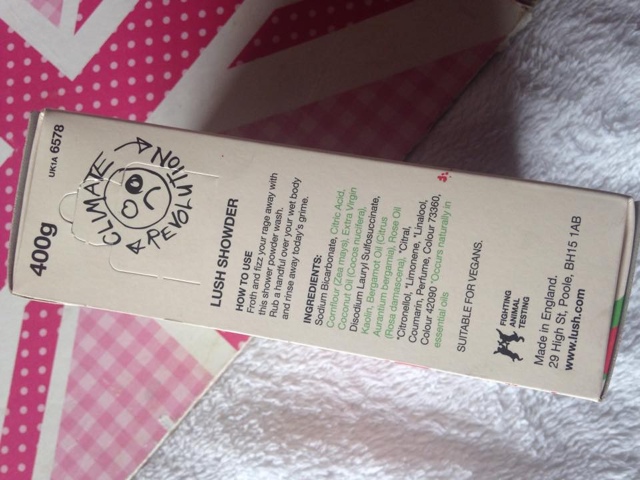 400g
UK1A 6578
CLIMATE
REVOLUTION
LUSH SHOWDER
HOW TO USE
Froth and fizz your rage away with
this shower powder wash.
Rub a handful over your wet body
and rinse away today's grime.
INGREDIENTS:
Sodium Bicarbonate, Citric Acid,
Cornflour (Zea mays), Extra Virgin
Coconut Oil (Cocos nucifera),
Disodium Lauryl Sulfosuccinate,
Kaolin, Bergamot Oil (Citrus
Aurantium bergamia), Rose Oil
(Rosa damascena), *Citral,
*Citronellol, *Limonene, *Linalool,
Coumarin, Perfume, Colour 73360,
Colour 42090 *Occurs naturally in
essential oils
SUITABLE FOR VEGANS.
FIGHTING
ANIMAL
TESTING
Made in England.
29 High St, Poole, BH15 1AB
www.lush.com